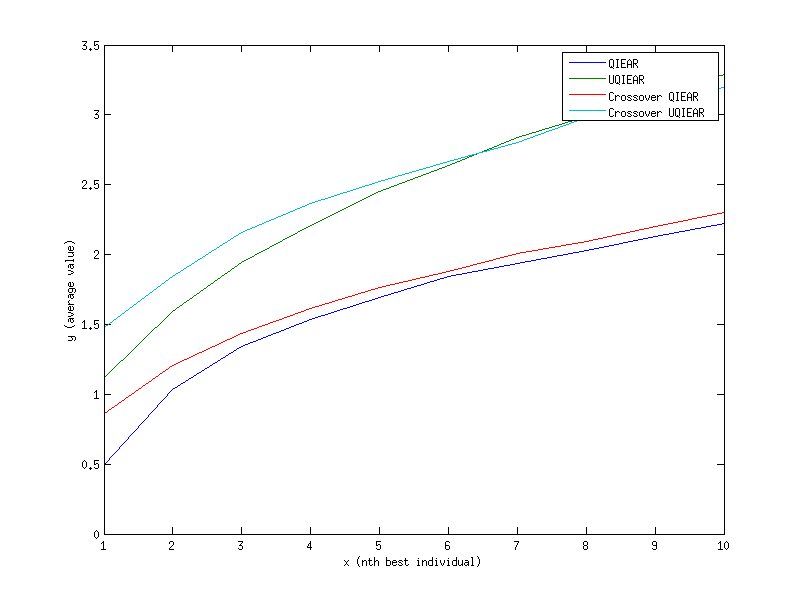 3.5
QIEAR
UQIEAR
Crossover QIEAR
Crossover UQIEAR
3
2.5
2
1.5
1
0.5
0
y (average value)
1 2 3 4 5 6 7 8 9 10
x (nth best individual)